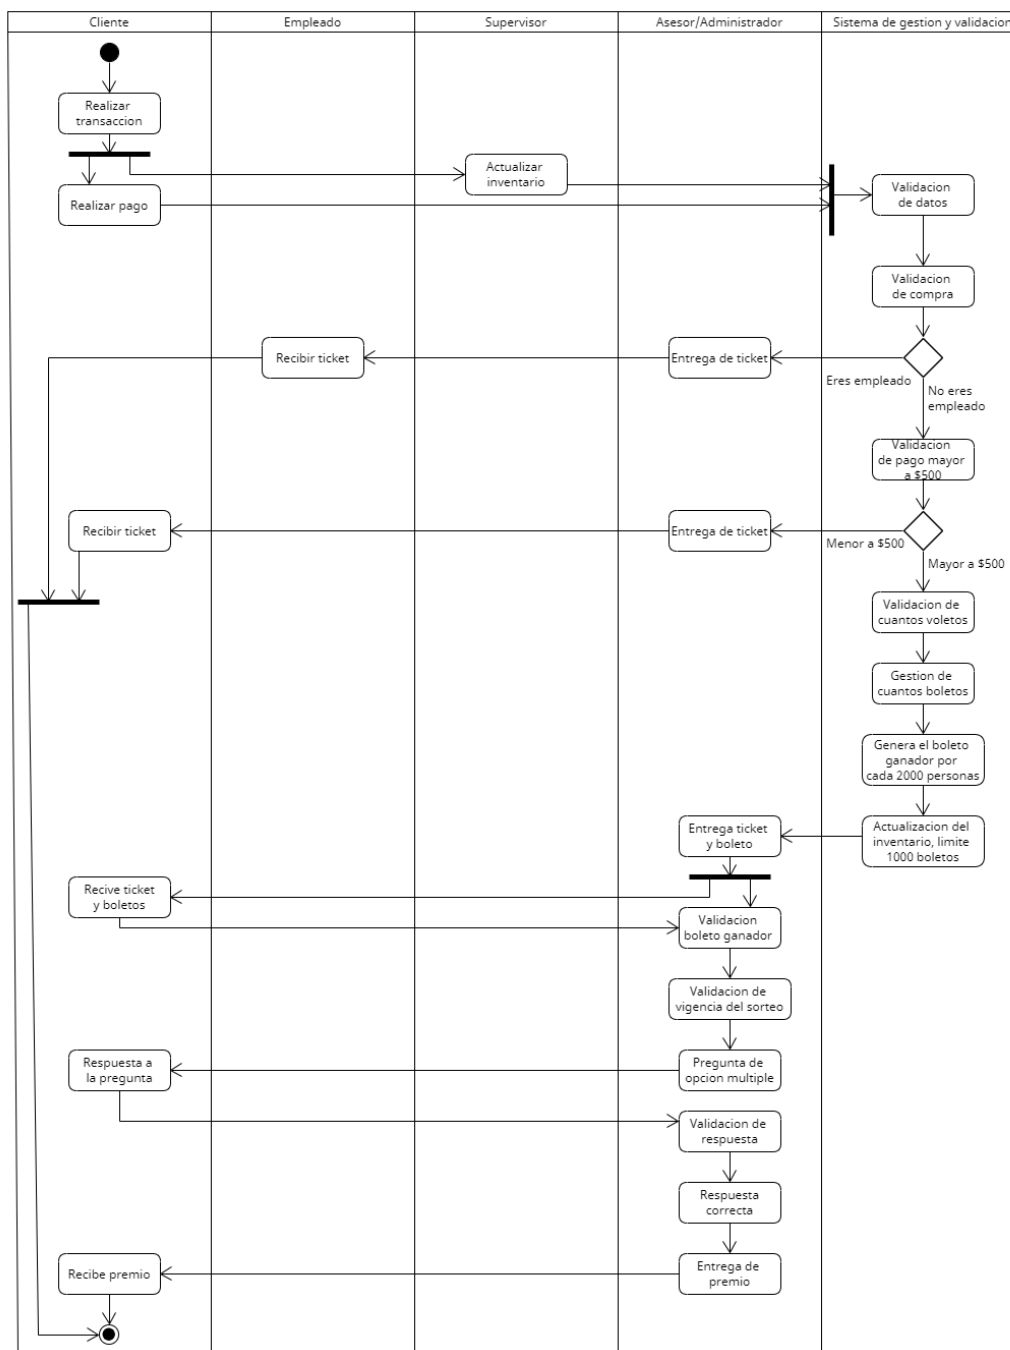 Cliente
Empleado
Supervisor
Asesor/Administrador
Sistema de gestion y validacion
Realizar
transaccion
Actualizar
inventario
Validacion
de datos
Realizar pago
Validacion
de compra
Recibir ticket
Entrega de ticket
Eres empleado
No eres
empleado
Validacion
de pago mayor
a $500
Recibir ticket
Entrega de ticket
Menor a $500
Mayor a $500
Validacion de
cuantos voletos
Gestion de
cuantos boletos
Genera el boleto
ganador por
cada 2000 personas
Entrega ticket
y boleto
Actualizacion del
inventario, limite
1000 boletos
Recive ticket
y boletos
Validacion
boleto ganador
Validacion de
vigencia del sorteo
Respuesta a
la pregunta
Pregunta de
opcion multiple
Validacion de
respuesta
Respuesta
correcta
Recibe premio
Entrega de
premio